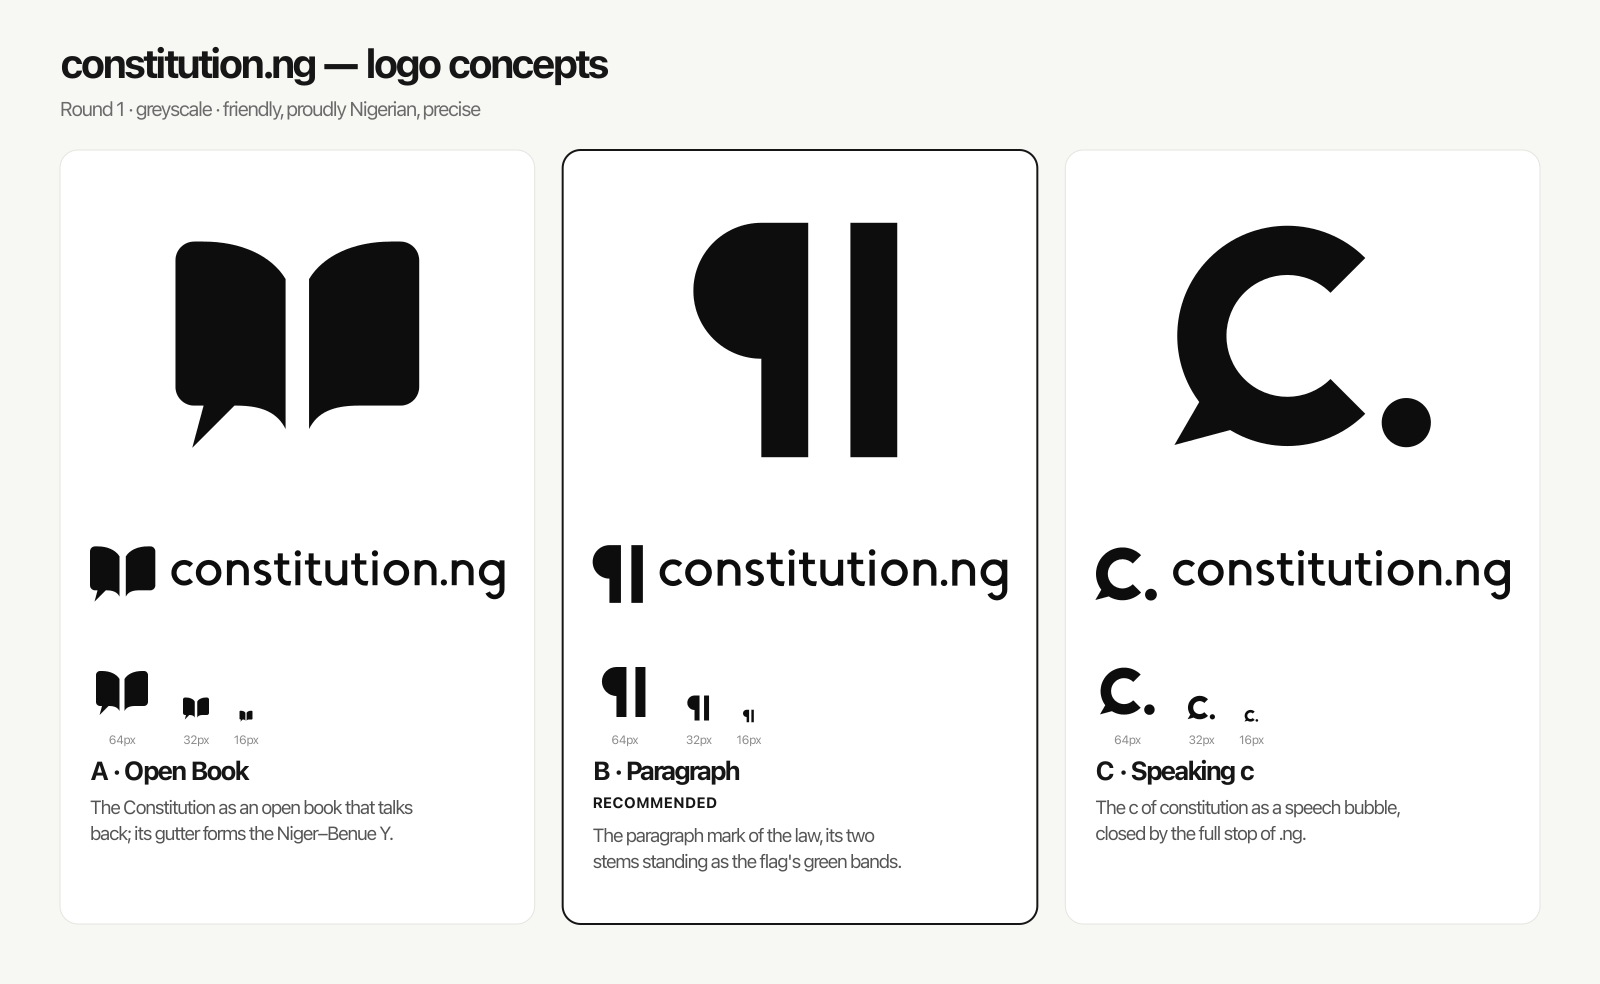 constitution.ng — logo concepts
Round 1 · greyscale · friendly, proudly Nigerian, precise
constitution.ng
64px 32px 16px
A · Open Book
The Constitution as an open book that talks
back; its gutter forms the Niger–Benue Y.
¶
constitution.ng
64px 32px 16px
B · Paragraph
RECOMMENDED
The paragraph mark of the law, its two
stems standing as the flag's green bands.
C.
constitution.ng
64px 32px 16px
C · Speaking c
The c of constitution as a speech bubble,
closed by the full stop of .ng.